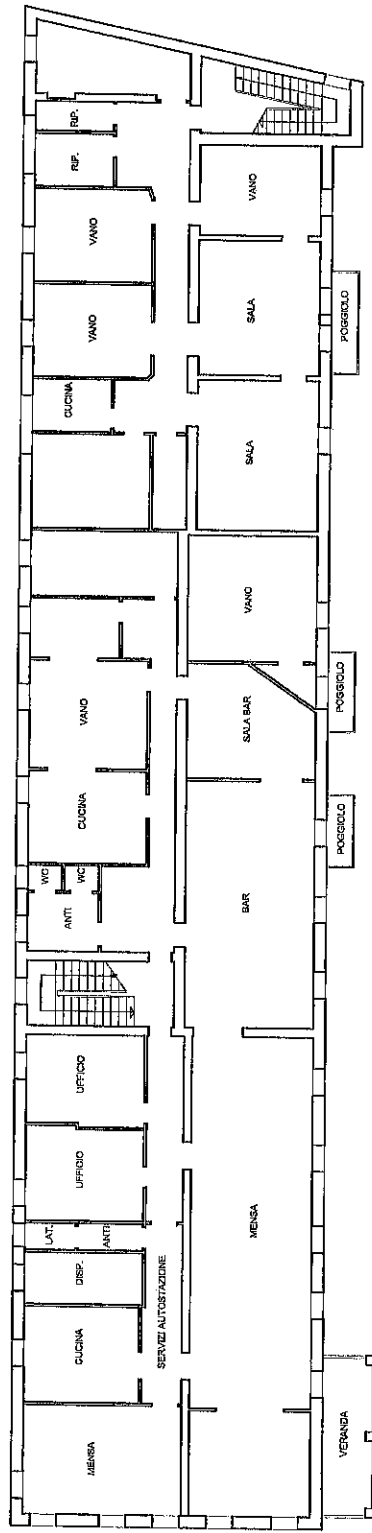 MENSA
CUCINA
DISP.
LAT.
ANTI
UFFICIO
UFFICIO
SERVIZI AUTOSTAZIONE
ANTI
WC
WC
CUCINA
VANO
CUCINA
VANO
VANO
RIP.
RIP.
MENSA
BAR
SALA BAR
VANO
SALA
SALA
VANO
VERANDA
POGGIOLO
POGGIOLO
POGGIOLO